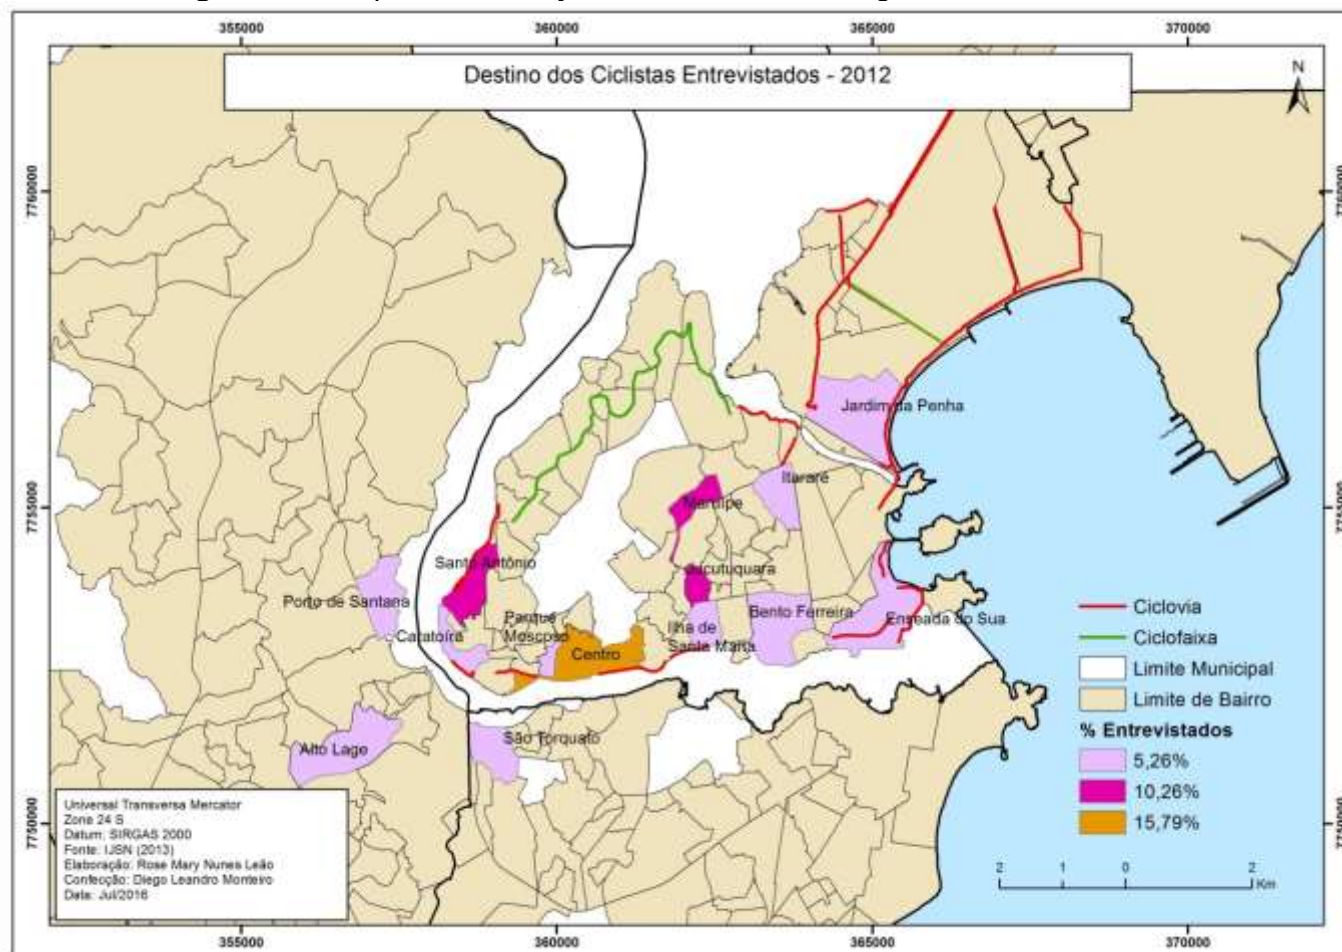 355000
360000
365000
370000
Destino dos Ciclistas Entrevistados - 2012
N
7760000
Jardim da Penha
Itararé
Maruípe
7755000
Santo Antônio
Jucutuquara
Porto de Santana
Caratoíra
Parque
Moscoso
Centro
Ilha de
Santa Maria
Bento Ferreira
Enseada do Sua
Alto Lage
São Torquato
Ciclovia
Ciclofaixa
Limite Municipal
Limite de Bairro
% Entrevistados
5,26%
10,26%
15,79%
7750000
Universal Transversa Mercator
Zone 24 S
Datum: SIRGAS 2000
Fonte: IJSN (2013)
Elaboração: Rose Mary Nunes Leão
Confecção: Diego Leandro Monteiro
Data: Jul/2016
2 1 0 2
Km
355000
360000
365000
370000